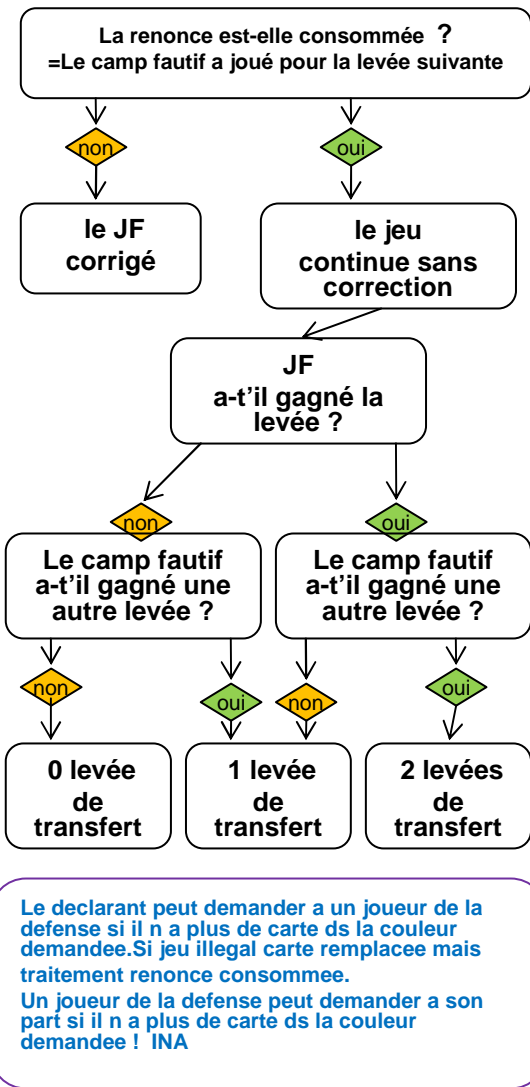 La renonce est-elle consommée ?
=Le camp fautif a joué pour la levée suivante
non
oui
le JF
corrigé
le jeu
continue sans
correction
JF
a-t'il gagné la
levée ?
non
oui
Le camp fautif
a-t'il gagné une
autre levée ?
Le camp fautif
a-t'il gagné une
autre levée ?
non
oui
non
oui
0 levée
de
transfert
1 levée
de
transfert
2 levées
de
transfert
Le declarant peut demander a un joueur de la
defense si il n a plus de carte ds la couleur
demandee.Si jeu illegal carte remplacee mais
traitement renonce consommee.
Un joueur de la defense peut demander a son
part si il n a plus de carte ds la couleur
demandee ! INA